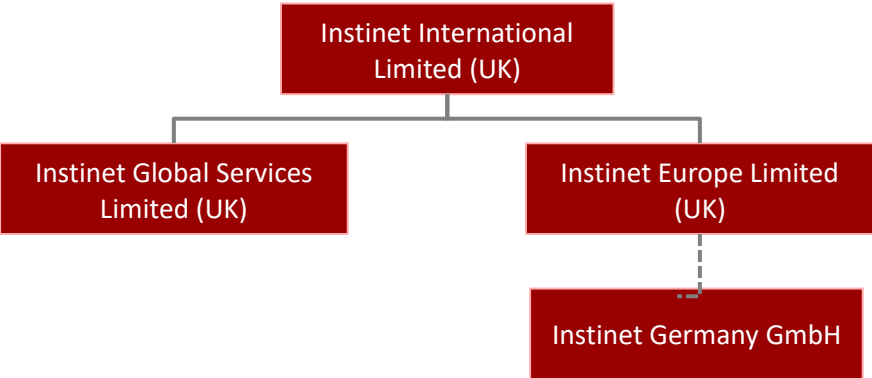 Instinet International
Limited (UK)
Instinet Global Services
Limited (UK)
Instinet Europe Limited
(UK)
Instinet Germany GmbH